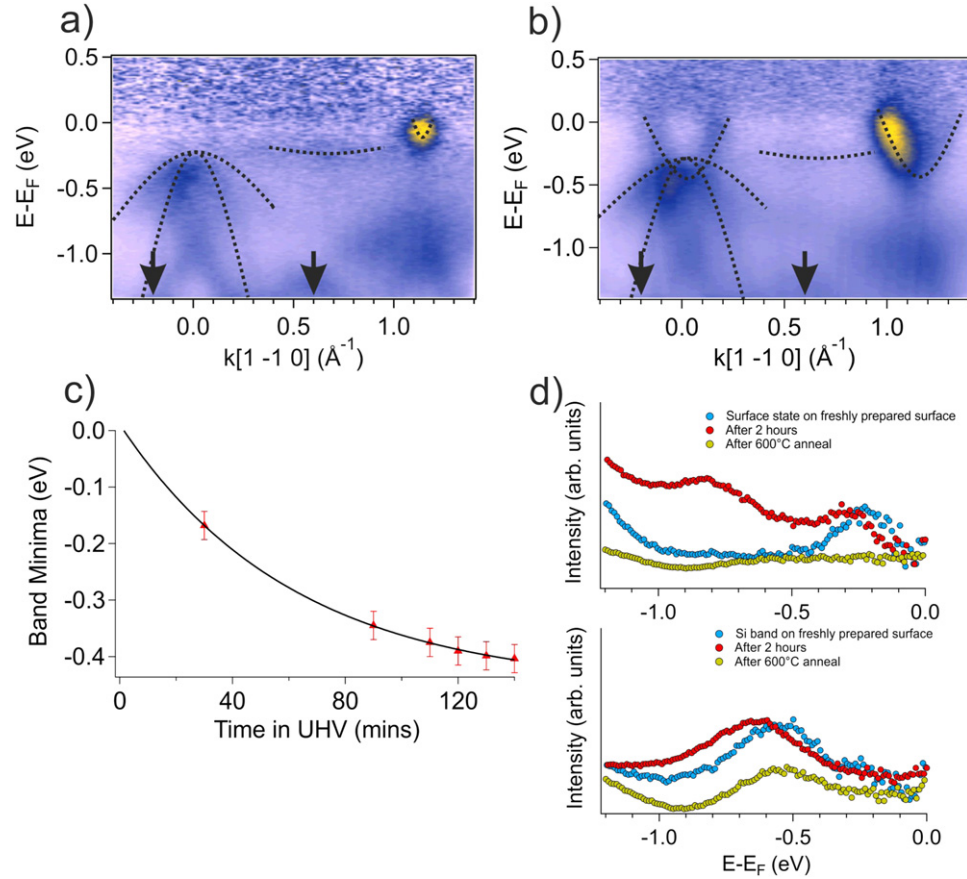 a)
0.5
0.0
-0.5
-1.0
E-E_F (eV)
0.0
0.5
1.0
k[1 -1 0] (Å⁻¹)
b)
0.5
0.0
-0.5
-1.0
E-E_F (eV)
0.0
0.5
1.0
k[1 -1 0] (Å⁻¹)
c)
0.0
-0.1
-0.2
-0.3
-0.4
Band Minima (eV)
0
40
80
120
Time in UHV (mins)
d)
Surface state on freshly prepared surface
After 2 hours
After 600°C anneal
Intensity (arb. units)
-1.0
-0.5
0.0
Si band on freshly prepared surface
After 2 hours
After 600°C anneal
Intensity (arb. units)
-1.0
-0.5
0.0
E-E_F (eV)